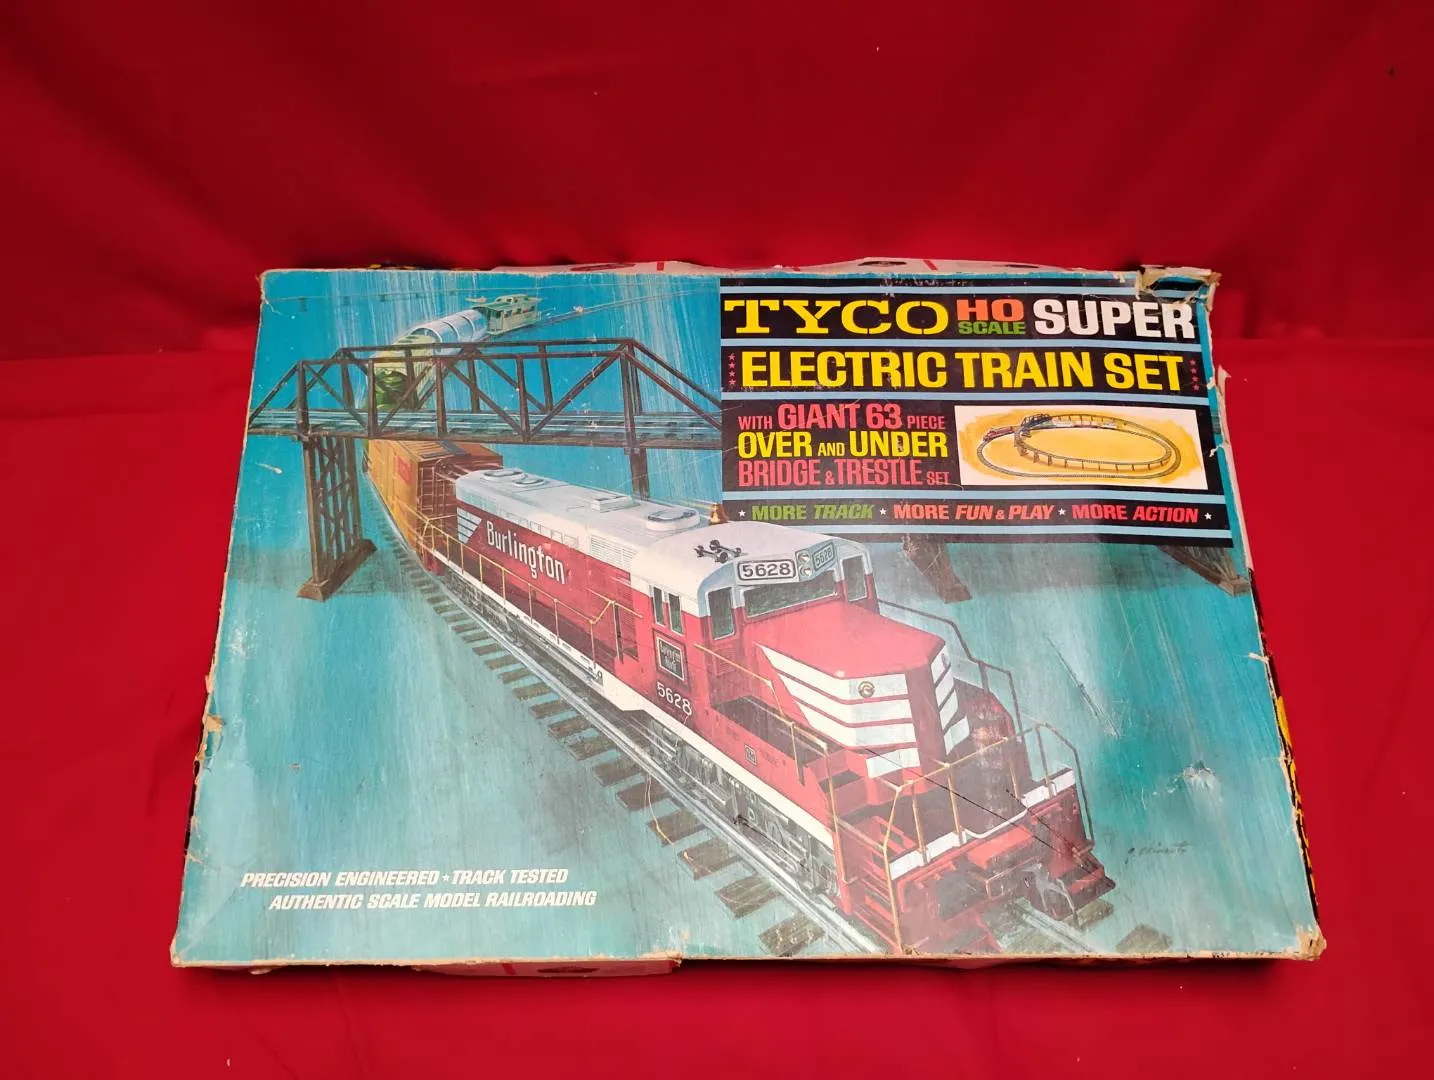 TYCO HO SCALE SUPER
ELECTRIC TRAIN SET
WITH GIANT 63 PIECE
OVER AND UNDER
BRIDGE & TRESTLE SET
MORE TRACK ★ MORE FUN & PLAY ★ MORE ACTION
Burlington
5628
5628
5628
PRECISION ENGINEERED ★ TRACK TESTED
AUTHENTIC SCALE MODEL RAILROADING